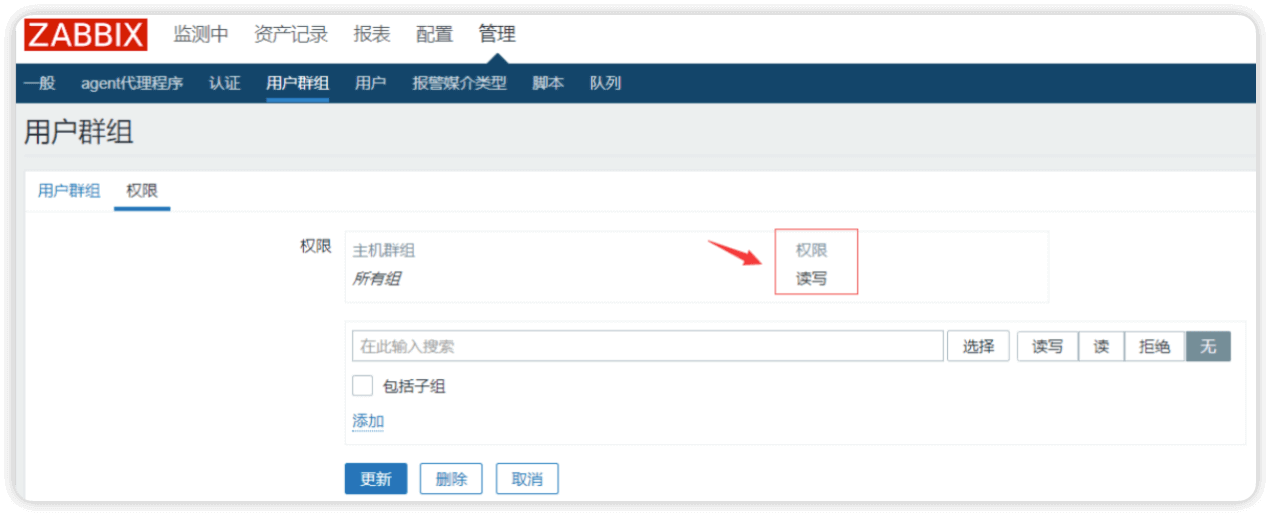 ZABBIX 监测中 资产记录 报表 配置 管理
一般 agent代理程序 认证 用户群组 用户 报警媒介类型 脚本 队列
用户群组
用户群组 权限
权限 主机群组 权限
所有组 读写
在此输入搜索 选择 读写 读 拒绝 无
包括子组
添加
更新 删除 取消